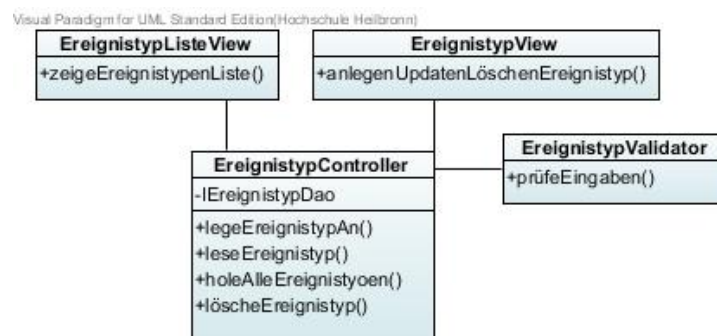 Visual Paradigm for UML Standard Edition(Hochschule Heilbronn)
EreignistypListeView
+zeigeEreignistypenListe()
EreignistypView
+anlegenUpdatenLöschenEreignistyp()
EreignistypController
-IEreignistypDao
+legeEreignistypAn()
+leseEreignistyp()
+holeAlleEreignistyoen()
+löscheEreignistyp()
EreignistypValidator
+prüfeEingaben()